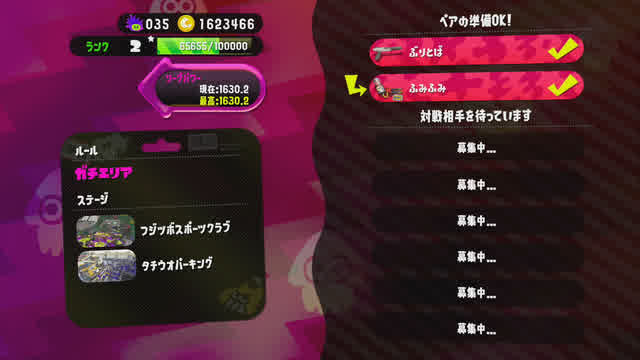 035 1623466
ランク 2 65655/100000
リーグパワー
現在:1630.2
最高:1630.2
ルール
ガチエリア
ステージ
フジツボスポーツクラブ
タチウオパーキング
ペアの準備OK!
ぷりとば
ふみふみ
対戦相手を待っています
募集中...
募集中...
募集中...
募集中...
募集中...
募集中...